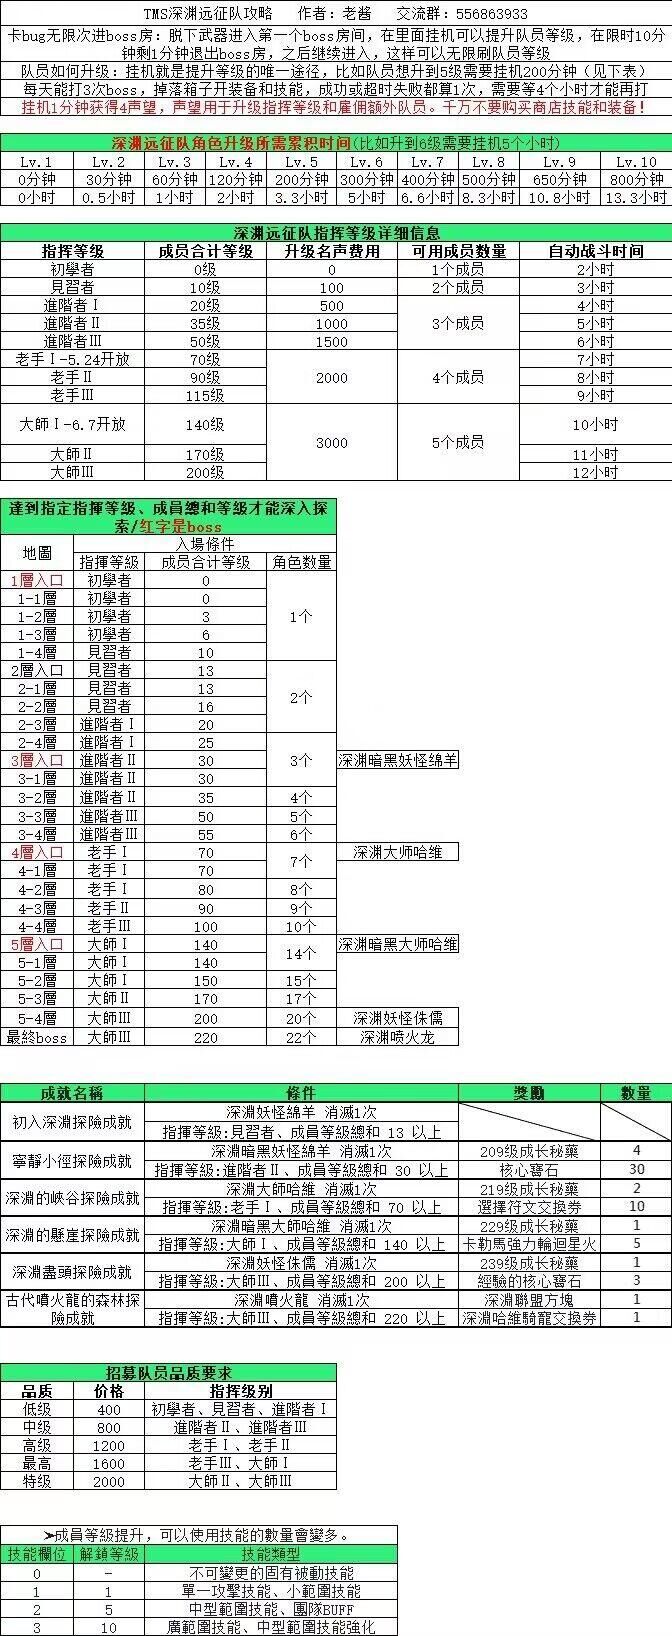 TMS深渊远征队攻略 作者：老酱 交流群：556863933
卡bug无限次进boss房：脱下武器进入第一个boss房间，在里面挂机可以提升队员等级，在限时10分
钟剩1分钟退出boss房，之后继续进入，这样可以无限刷队员等级
队员如何升级：挂机就是提升等级的唯一途径，比如队员想升到5级需要挂机200分钟（见下表）
每天能打3次boss，掉落箱子开装备和技能，成功或超时失败都算1次，需要等4个小时才能再打
挂机1分钟获得4声望，声望用于升级指挥等级和雇佣额外队员。千万不要购买商店技能和装备！
深渊远征队角色升级所需累积时间(比如升到6级需要挂机5个小时)
Lv.1 Lv.2 Lv.3 Lv.4 Lv.5 Lv.6 Lv.7 Lv.8 Lv.9 Lv.10
0分钟 30分钟 60分钟 120分钟 200分钟 300分钟 400分钟 500分钟 650分钟 800分钟
0小时 0.5小时 1小时 2小时 3.3小时 5小时 6.6小时 8.3小时 10.8小时 13.3小时
深渊远征队指挥等级详细信息
指挥等级 成员合计等级 升级名声费用 可用成员数量 自动战斗时间
初學者 0级 0 1个成员 2小时
見習者 10级 100 2个成员 3小时
進階者Ⅰ 20级 500 4小时
進階者Ⅱ 35级 1000 3个成员 5小时
進階者Ⅲ 50级 1500 6小时
老手Ⅰ-5.24开放 70级 7小时
老手Ⅱ 90级 2000 4个成员 8小时
老手Ⅲ 115级 9小时
大師Ⅰ-6.7开放 140级 10小时
3000 5个成员
大師Ⅱ 170级 11小时
大師Ⅲ 200级 12小时
達到指定指揮等級、成員總和等級才能深入探
索/红字是boss
地圖 入場條件
指揮等級 成员合计等级 角色数量
1層入口 初學者 0
1-1層 初學者 0
1-2層 初學者 3 1个
1-3層 初學者 6
1-4層 見習者 10
2層入口 見習者 13
2-1層 見習者 13
2-2層 見習者 16 2个
2-3層 進階者Ⅰ 20
2-4層 進階者Ⅰ 25
3層入口 進階者Ⅱ 30 3个 深渊暗黑妖怪绵羊
3-1層 進階者Ⅱ 30
3-2層 進階者Ⅱ 35 4个
3-3層 進階者Ⅲ 50 5个
3-4層 進階者Ⅲ 55 6个
4層入口 老手Ⅰ 70 7个 深渊大师哈维
4-1層 老手Ⅰ 70
4-2層 老手Ⅰ 80 8个
4-3層 老手Ⅱ 90 9个
4-4層 老手Ⅲ 100 10个
5層入口 大師Ⅰ 140 14个 深渊暗黑大师哈维
5-1層 大師Ⅰ 140
5-2層 大師Ⅰ 150 15个
5-3層 大師Ⅱ 170 17个
5-4層 大師Ⅲ 200 20个 深渊妖怪侏儒
最終boss 大師Ⅲ 220 22个 深渊喷火龙
成就名稱 條件 獎勵 数量
初入深淵探險成就 深淵妖怪綿羊 消滅1次
指揮等級:見習者、成員等級總和 13 以上
寧靜小徑探險成就 深淵暗黑妖怪綿羊 消滅1次 209级成长秘藥 4
指揮等級:進階者Ⅱ、成員等級總和 30 以上 核心寶石 30
深淵的峽谷探險成就 深淵大師哈維 消滅1次 219级成长秘藥 2
指揮等級:老手Ⅰ、成員等級總和 70 以上 選擇符文交換券 10
深淵的懸崖探險成就 深淵暗黑大師哈維 消滅1次 229级成长秘藥 1
指揮等級:大師Ⅰ、成員等級總和 140 以上 卡勒馬強力輪迴星火 5
深淵盡頭探險成就 深淵妖怪侏儒 消滅1次 239级成长秘藥 1
指揮等級:大師Ⅲ、成員等級總和 200 以上 經驗的核心寶石 3
古代噴火龍的森林探 深淵噴火龍 消滅1次 深淵聯盟方塊 1
險成就 指揮等級:大師Ⅲ、成員等級總和 220 以上 深淵哈維騎寵交換券 1
招募队员品质要求
品质 价格 指挥级别
低级 400 初學者、見習者、進階者Ⅰ
中级 800 進階者Ⅱ、進階者Ⅲ
高级 1200 老手Ⅰ、老手Ⅱ
最高 1600 老手Ⅲ、大師Ⅰ
特级 2000 大師Ⅱ、大師Ⅲ
➤成員等級提升，可以使用技能的數量會變多。
技能欄位 解鎖等級 技能類型
0 - 不可變更的固有被動技能
1 1 單一攻擊技能、小範圍技能
2 5 中型範圍技能、團隊BUFF
3 10 廣範圍技能、中型範圍技能強化